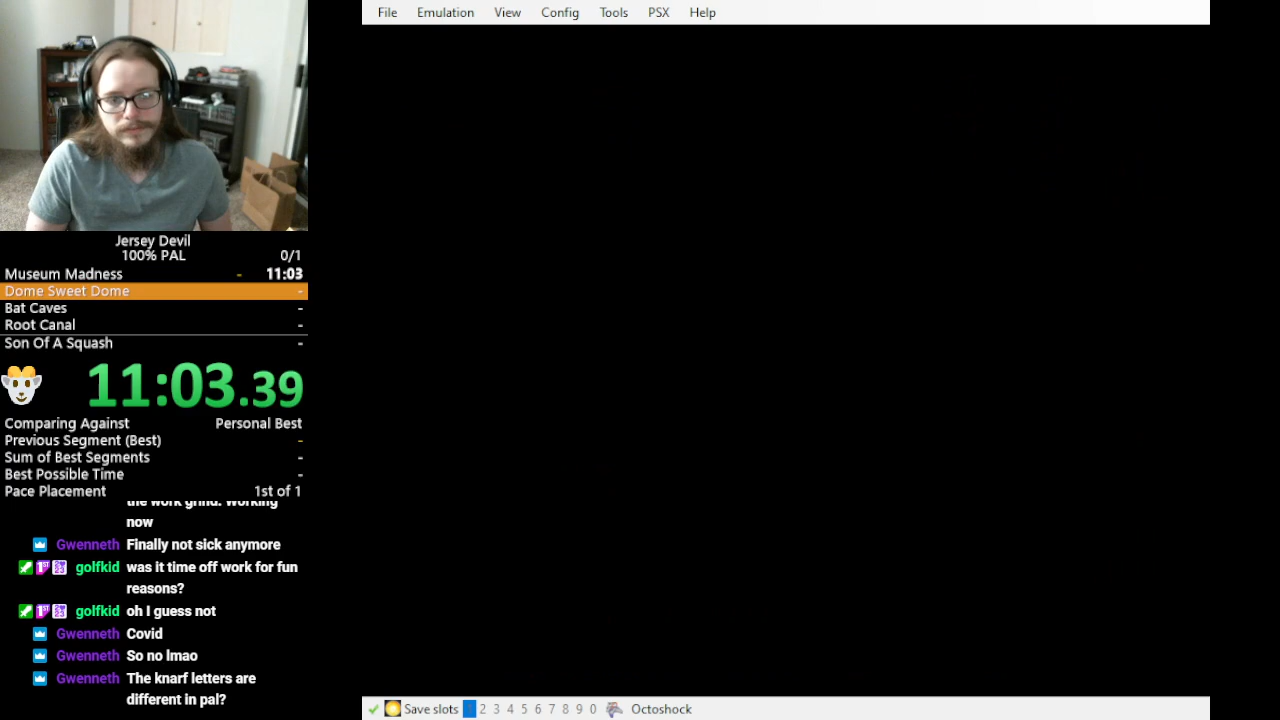 File Emulation View Config Tools PSX Help
Jersey Devil
100% PAL 0/1
Museum Madness - 11:03
Dome Sweet Dome -
Bat Caves -
Root Canal -
Son Of A Squash -
11:03.39
Comparing Against Personal Best
Previous Segment (Best) -
Sum of Best Segments -
Best Possible Time -
Pace Placement 1st of 1
the work grind. Working
now
Gwenneth Finally not sick anymore
golfkid was it time off work for fun
reasons?
golfkid oh I guess not
Gwenneth Covid
Gwenneth So no lmao
Gwenneth The knarf letters are
different in pal?
Save slots 1 2 3 4 5 6 7 8 9 0 Octoshock